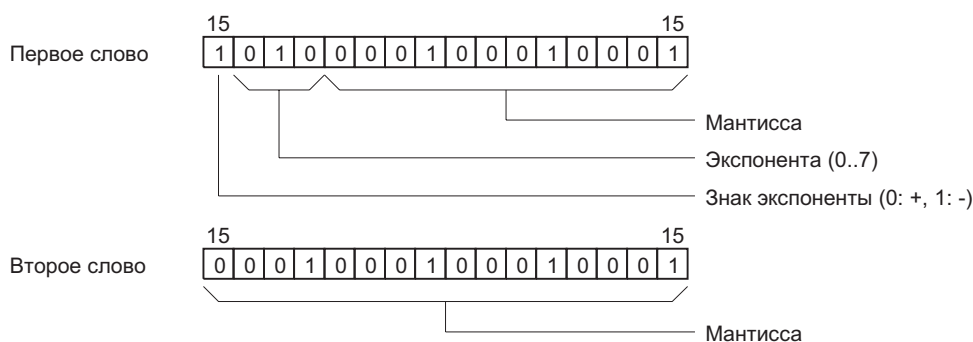 15 15
Первое слово 1 0 1 0 0 0 0 1 0 0 0 1 0 0 0 1
Мантисса
Экспонента (0..7)
Знак экспоненты (0: +, 1: -)
15 15
Второе слово 0 0 0 1 0 0 0 1 0 0 0 1 0 0 0 1
Мантисса